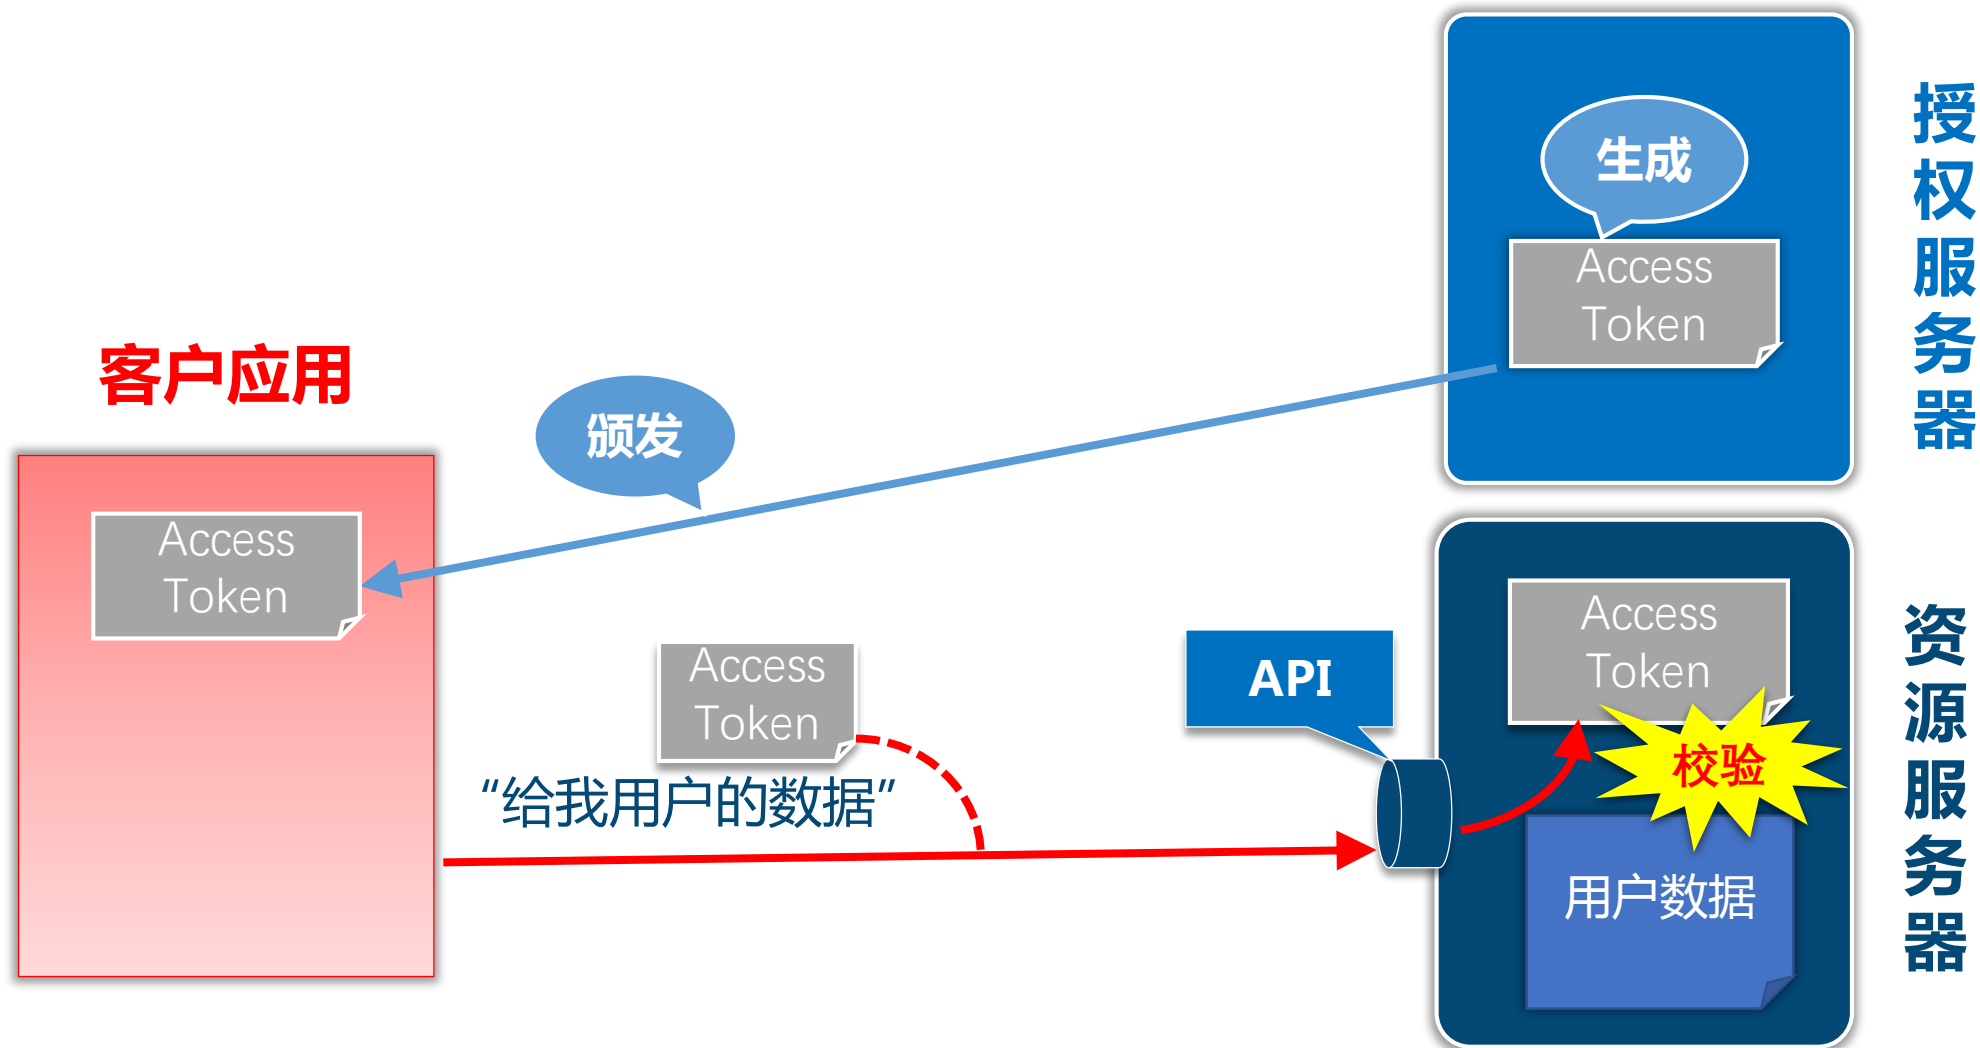 生成
Access
Token
授权服务器
客户应用
颁发
Access
Token
Access
Token
“给我用户的数据”
API
Access
Token
校验
用户数据
资源服务器